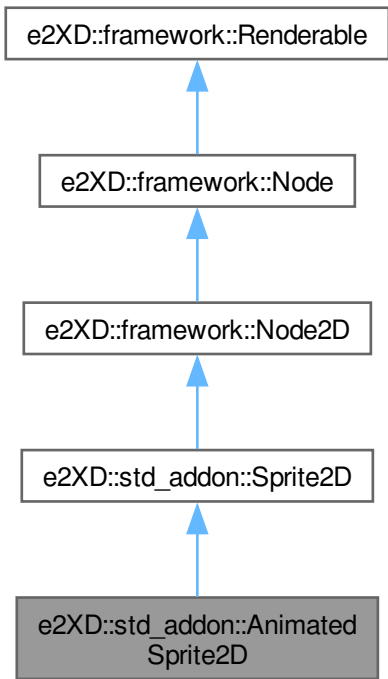 e2XD::framework::Renderable
e2XD::framework::Node
e2XD::framework::Node2D
e2XD::std_addon::Sprite2D
e2XD::std_addon::Animated
Sprite2D